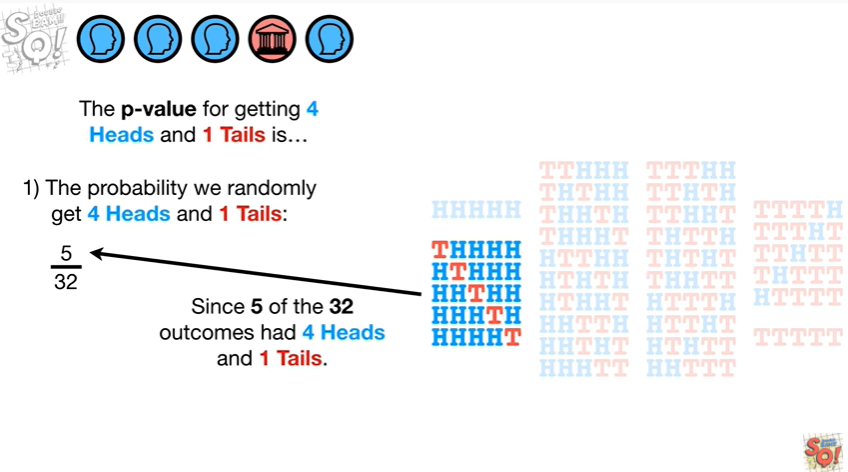 SQ!
The p-value for getting 4
Heads and 1 Tails is…
1) The probability we randomly
get 4 Heads and 1 Tails:
5
32
Since 5 of the 32
outcomes had 4 Heads
and 1 Tails.
HHHHH
THHHH
HTHHH
HHTHH
HHHTH
HHHHT
TTHHH
THTHH
THHTH
THHHT
HTTHH
HTHTH
HTHHT
HHTTH
HHTHT
HHHTT
TTTHH
TTHTH
TTHHT
THTTH
THTHT
THHTT
HTTTH
HTTHT
HTHTT
HHTTT
TTTTH
TTTHT
TTHTT
THTTT
HTTTT
TTTTT
SQ!